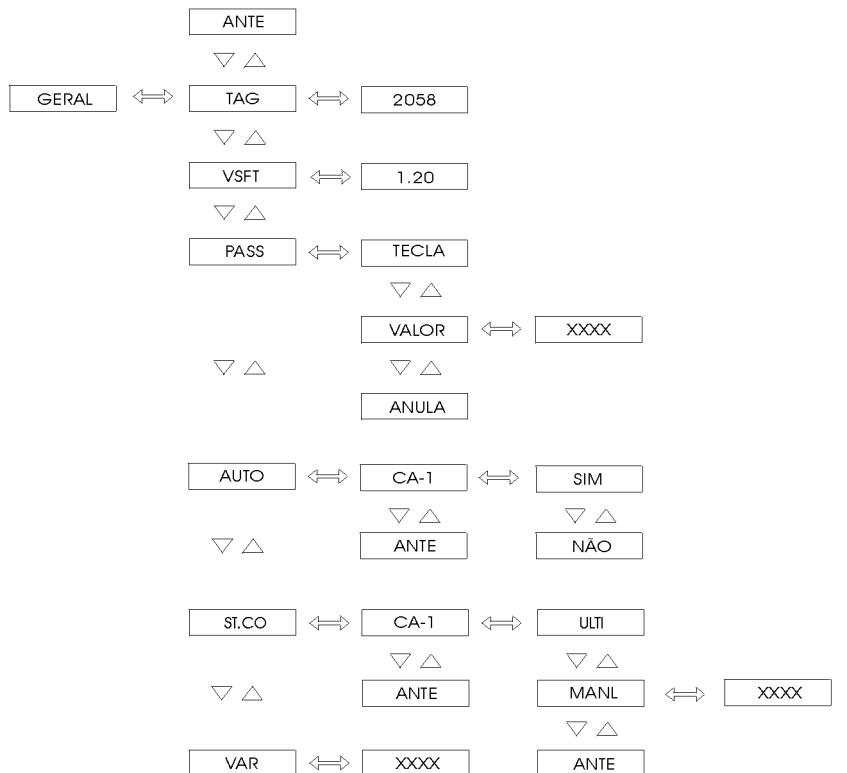 ANTE
GERAL TAG 2058
VSFT 1.20
PASS TECLA
VALOR XXXX
ANULA
AUTO CA-1 SIM
ANTE NÃO
ST.CO CA-1 ULTI
ANTE MANL XXXX
VAR XXXX ANTE